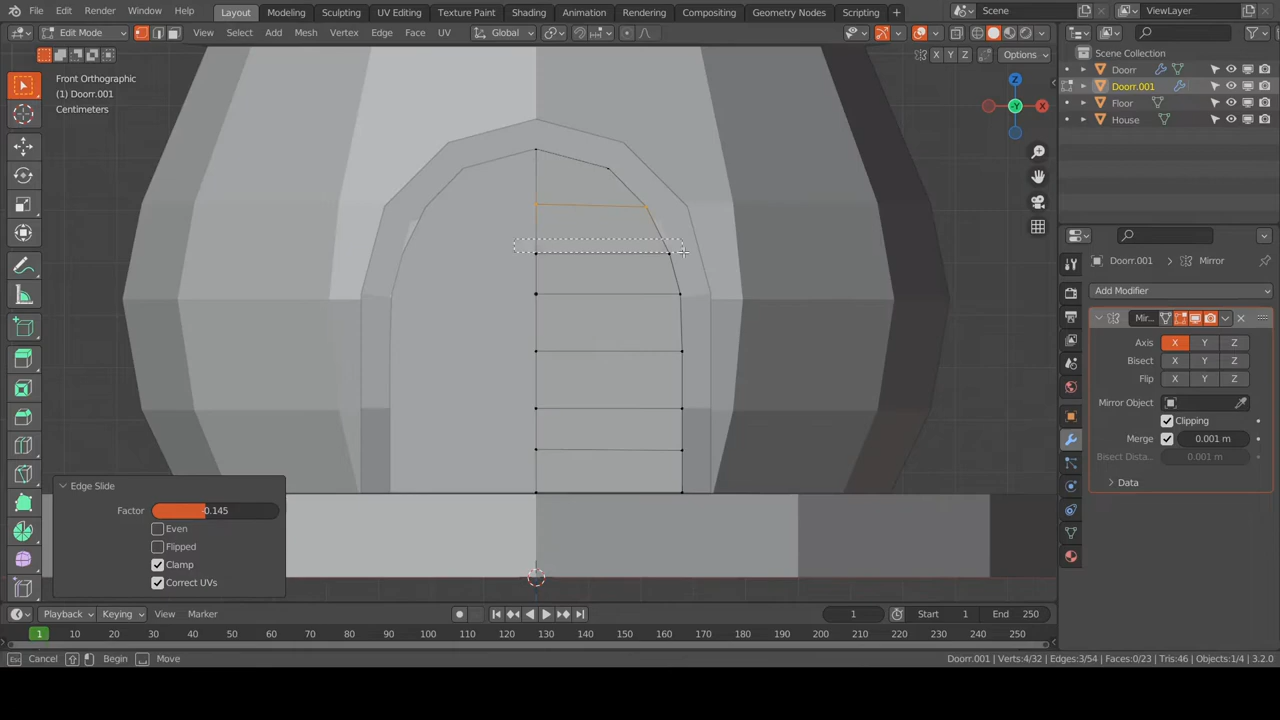 File Edit Render Window Help
Layout Modeling Sculpting UV Editing Texture Paint Shading Animation Rendering Compositing Geometry Nodes Scripting +
Scene
ViewLayer
Edit Mode
View Select Add Mesh Vertex Edge Face UV
Global
X Y Z
Options
Front Orthographic
(1) Doorr.001
Centimeters
Z
-Y
X
Scene Collection
Doorr
Doorr.001
Floor
House
Doorr.001 > Mirror
Add Modifier
Mir...
Axis X Y Z
Bisect X Y Z
Flip X Y Z
Mirror Object
Clipping
Merge 0.001 m
Bisect Dista... 0.001 m
Data
Edge Slide
Factor -0.145
Even
Flipped
Clamp
Correct UVs
Playback Keying View Marker
1
Start 1
End 250
1 10 20 30 40 50 60 70 80 90 100 110 120 130 140 150 160 170 180 190 200 210 220 230 240 250
Esc Cancel Begin Move
Doorr.001 | Verts:4/32 | Edges:3/54 | Faces:0/23 | Tris:46 | Objects:1/4 | 3.2.0